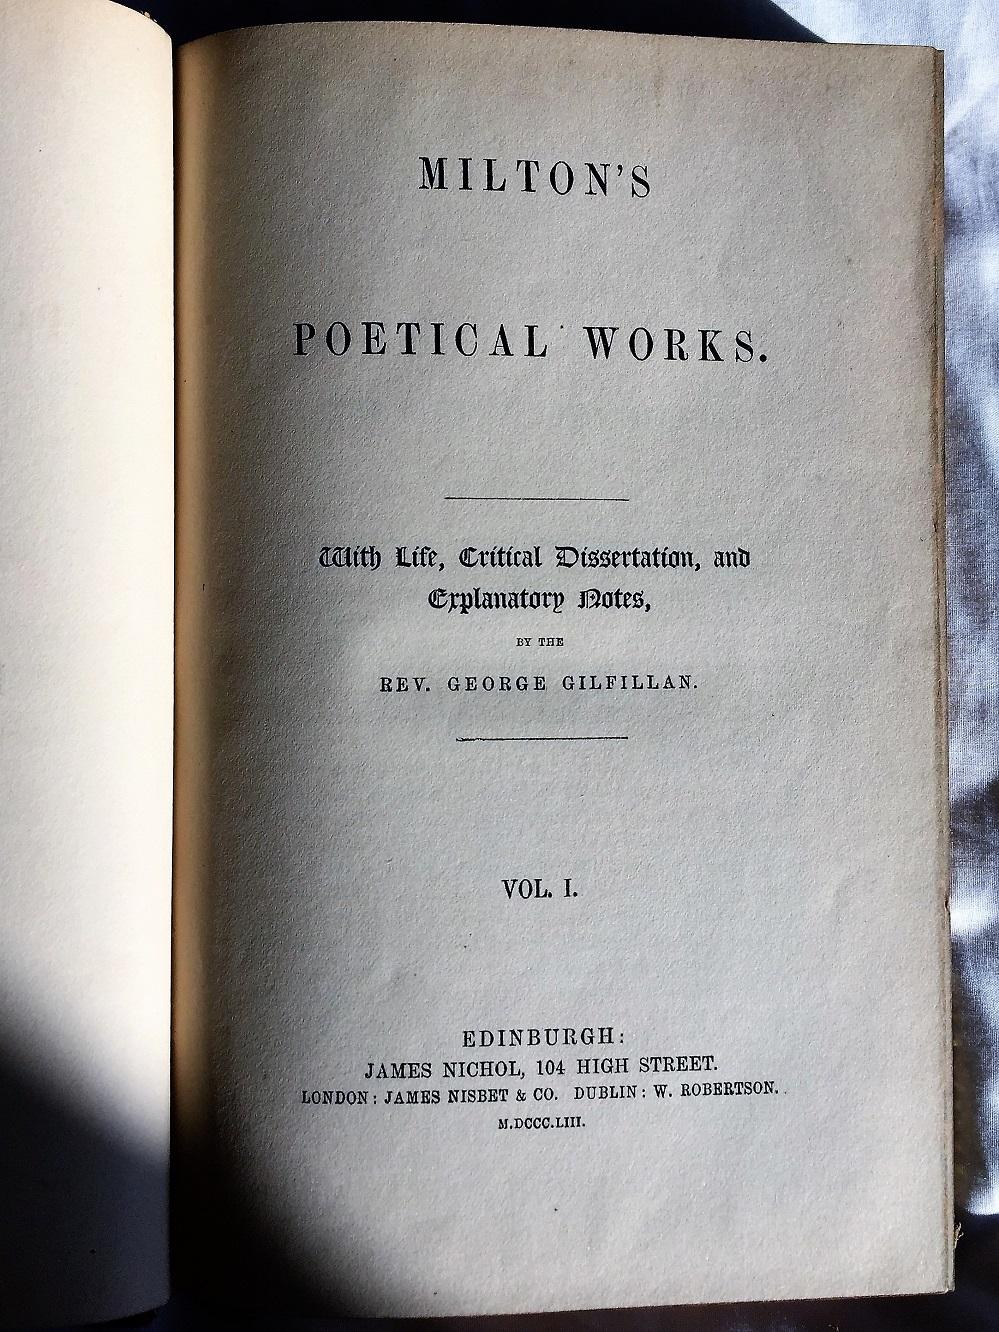 MILTON'S
POETICAL WORKS.
With Life, Critical Dissertation, and
Explanatory Notes,
BY THE
REV. GEORGE GILFILLAN.
VOL. I.
EDINBURGH:
JAMES NICHOL, 104 HIGH STREET.
LONDON: JAMES NISBET & CO. DUBLIN: W. ROBERTSON.
M.DCCC.LIII.